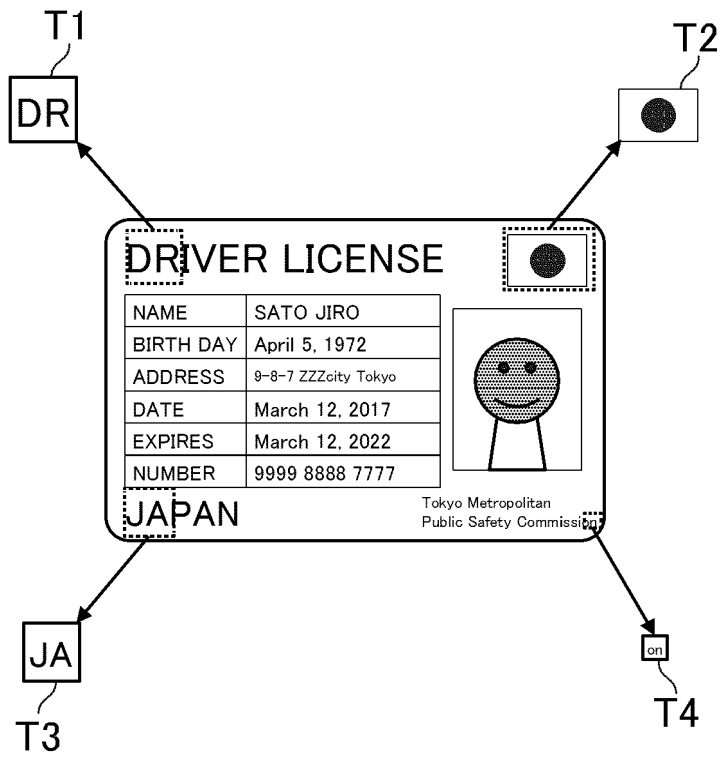 T1
T2
DR
DRIVER LICENSE
NAME SATO JIRO
BIRTH DAY April 5, 1972
ADDRESS 9-8-7 ZZZcity Tokyo
DATE March 12, 2017
EXPIRES March 12, 2022
NUMBER 9999 8888 7777
JAPAN
Tokyo Metropolitan
Public Safety Commission
JA
on
T3
T4